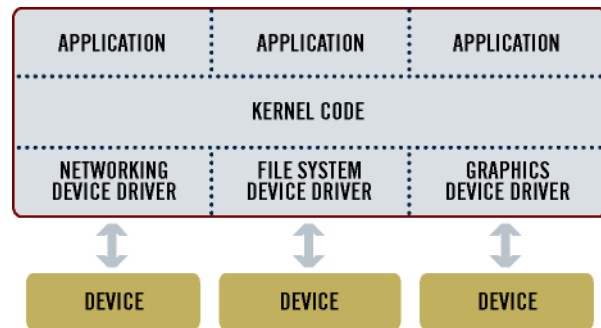 APPLICATION
APPLICATION
APPLICATION
KERNEL CODE
NETWORKING
DEVICE DRIVER
FILE SYSTEM
DEVICE DRIVER
GRAPHICS
DEVICE DRIVER
DEVICE
DEVICE
DEVICE